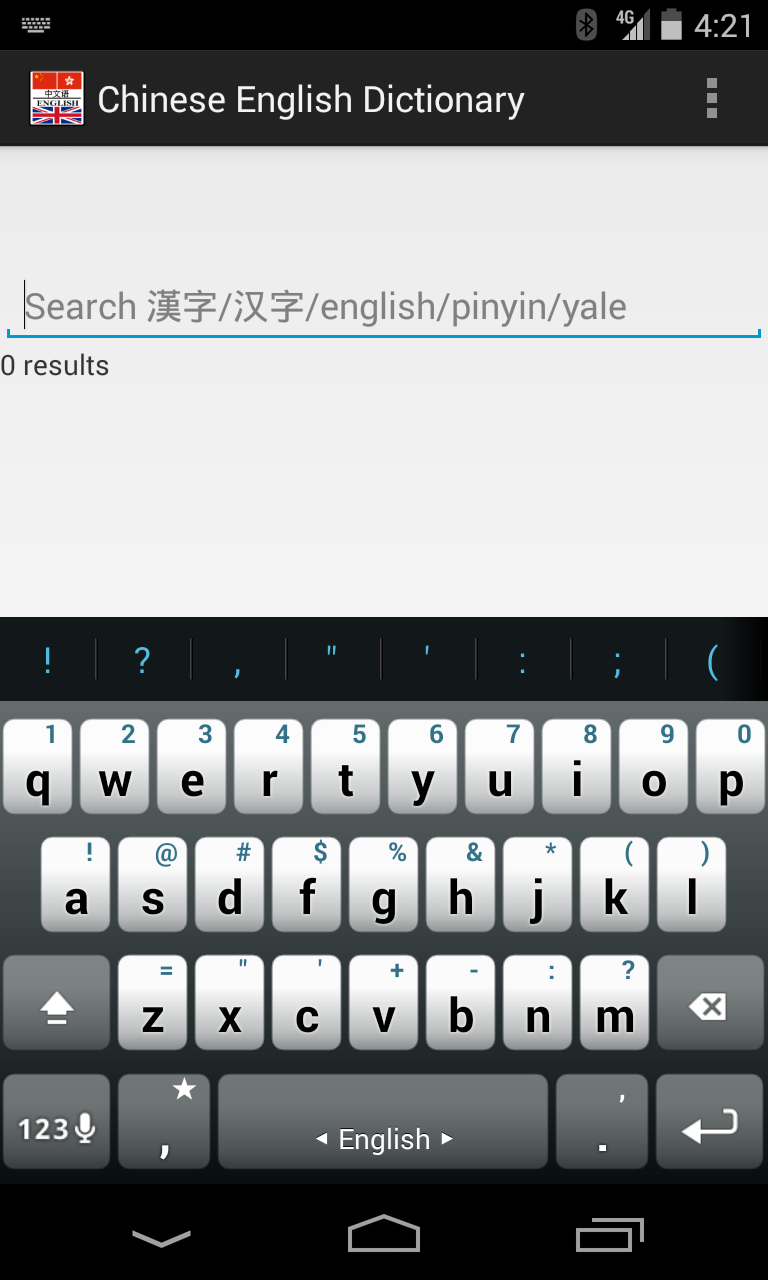 4G 4:21
中文语
ENGLISH
Chinese English Dictionary
Search 漢字/汉字/english/pinyin/yale
0 results
! ? , " ' : ; (
1 2 3 4 5 6 7 8 9 0
q w e r t y u i o p
! @ # $ % & * ( )
a s d f g h j k l
= " ' + - : ?
z x c v b n m
123 , English . ,